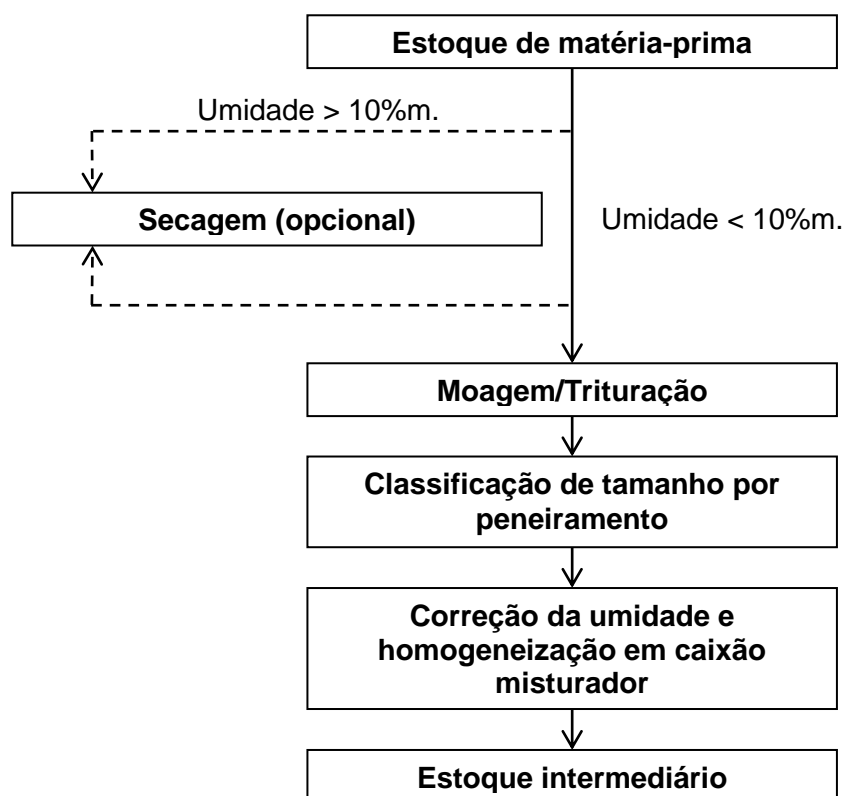 Estoque de matéria-prima
Umidade > 10%m.
Secagem (opcional)
Umidade < 10%m.
Moagem/Trituração
Classificação de tamanho por
peneiramento
Correção da umidade e
homogeneização em caixão
misturador
Estoque intermediário